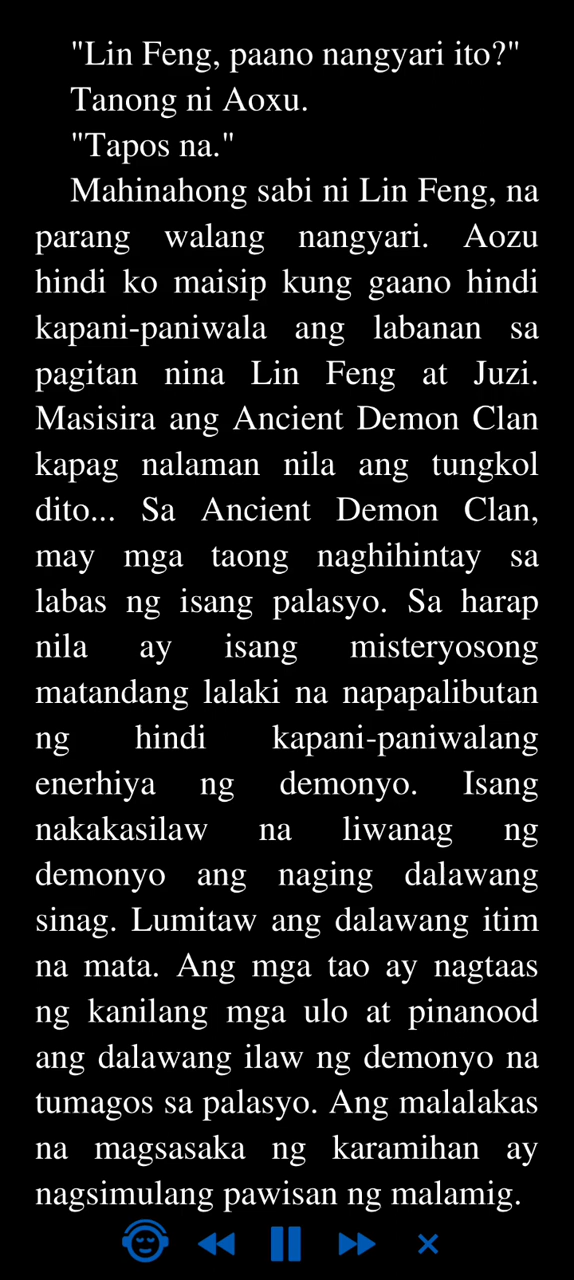 "Lin Feng, paano nangyari ito?"
Tanong ni Aoxu.
"Tapos na."
Mahinahong sabi ni Lin Feng, na
parang walang nangyari. Aozu
hindi ko maisip kung gaano hindi
kapani-paniwala ang labanan sa
pagitan nina Lin Feng at Juzi.
Masisira ang Ancient Demon Clan
kapag nalaman nila ang tungkol
dito... Sa Ancient Demon Clan,
may mga taong naghihintay sa
labas ng isang palasyo. Sa harap
nila ay isang misteryosong
matandang lalaki na napapalibutan
ng hindi kapani-paniwalang
enerhiya ng demonyo. Isang
nakakasilaw na liwanag ng
demonyo ang naging dalawang
sinag. Lumitaw ang dalawang itim
na mata. Ang mga tao ay nagtaas
ng kanilang mga ulo at pinanood
ang dalawang ilaw ng demonyo na
tumagos sa palasyo. Ang malalakas
na magsasaka ng karamihan ay
nagsimulang pawisan ng malamig.